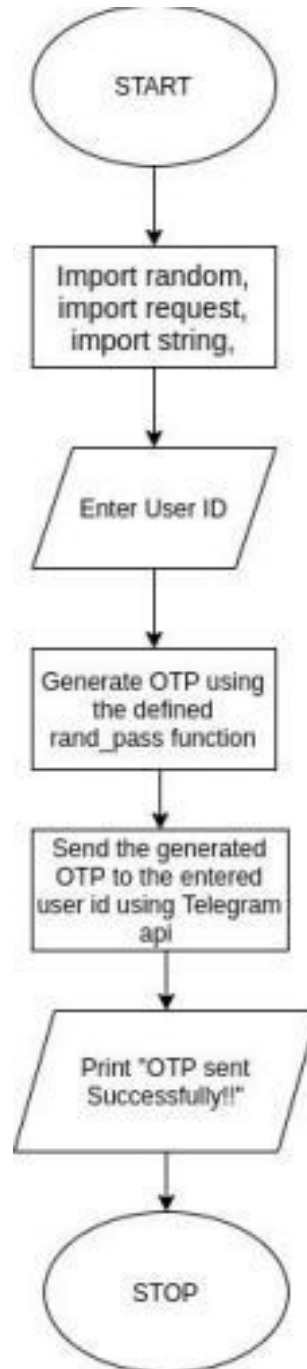 START
Import random,
import request,
import string,
Enter User ID
Generate OTP using
the defined
rand_pass function
Send the generated
OTP to the entered
user id using Telegram
api
Print "OTP sent
Successfully!!"
STOP